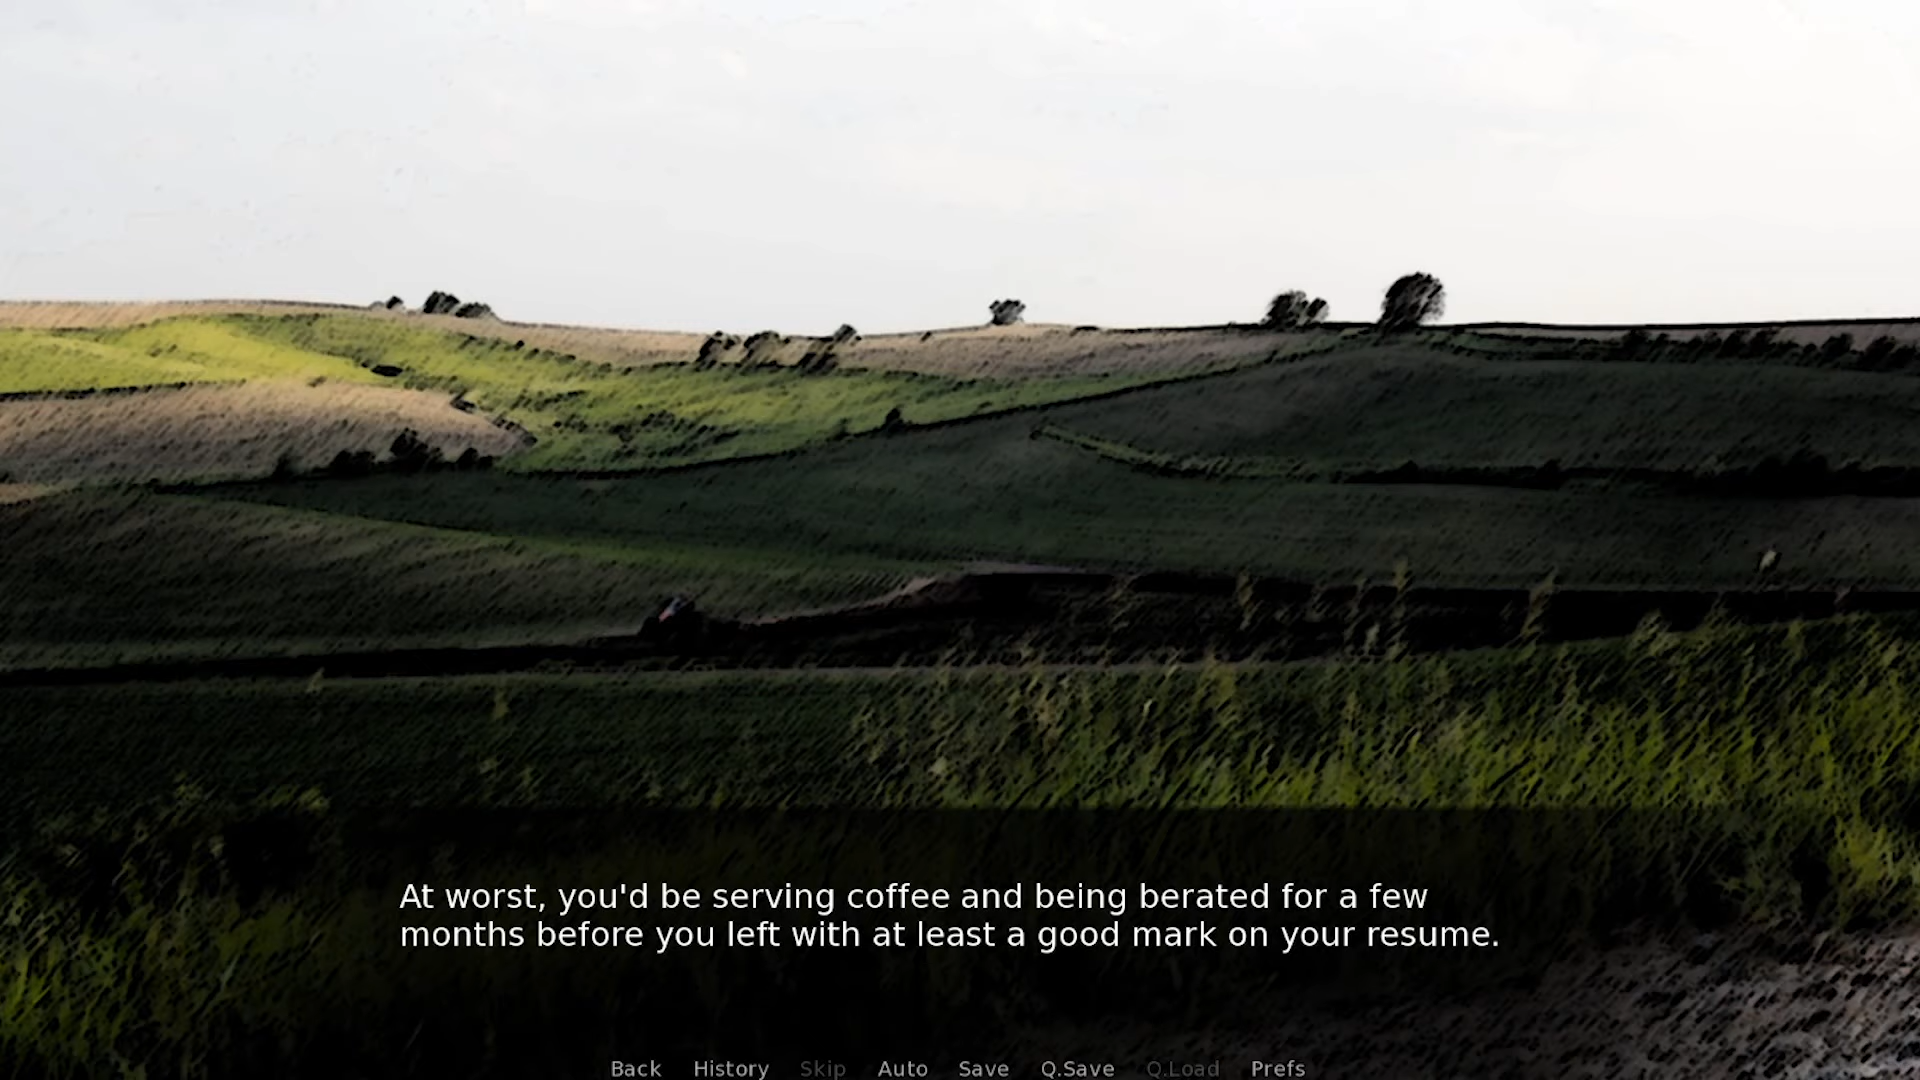 At worst, you'd be serving coffee and being berated for a few
months before you left with at least a good mark on your resume.
Back History Skip Auto Save Q.Save Q.Load Prefs